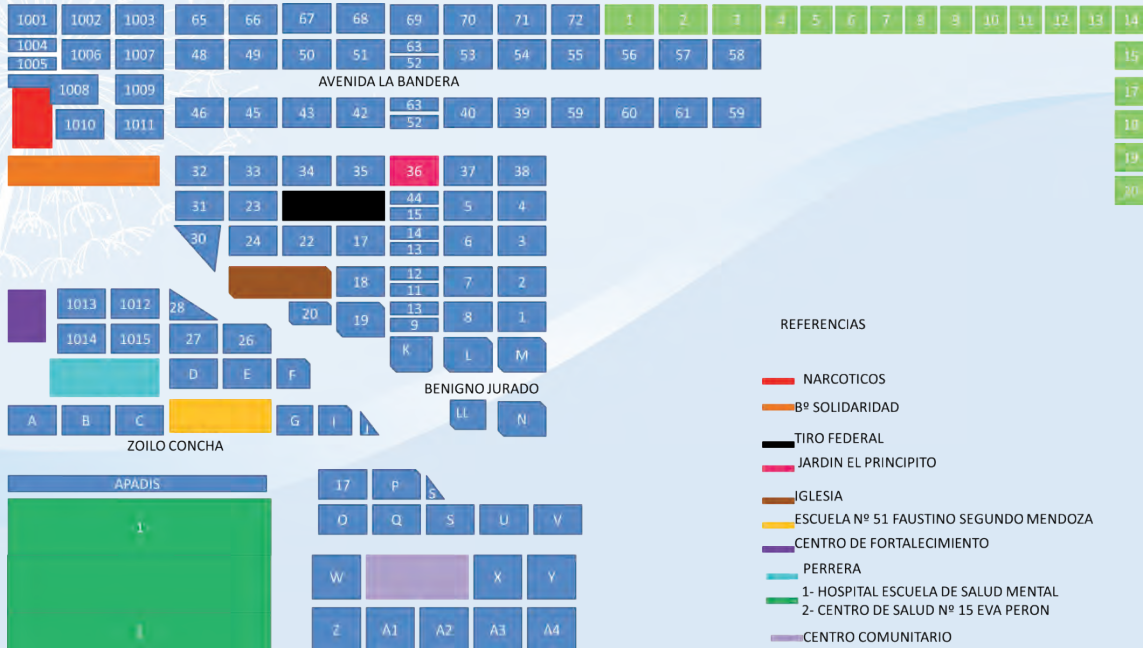 1001 1002 1003 65 66 67 68 69 70 71 72 1 2 3 4 5 6 7 8 9 10 11 12 13 14
1004 1005 1006 1007 48 49 50 51 63 52 53 54 55 56 57 58 15
AVENIDA LA BANDERA
1008 1009 17
46 45 43 42 63 52 40 39 59 60 61 59
1010 1011 18
32 33 34 35 36 37 38 19
31 23 44 15 5 4 20
30 24 22 17 14 13 6 3
18 12 11 7 2
1013 1012 28 20 19 13 9 8 1
1014 1015 27 26
K L M
D E F
BENIGNO JURADO
A B C G I J LL N
ZOILO CONCHA
APADIS
17 P S
1
O Q S U V
W X Y
Z A1 A2 A3 A4
REFERENCIAS
NARCOTICOS
Bº SOLIDARIDAD
TIRO FEDERAL
JARDIN EL PRINCIPITO
IGLESIA
ESCUELA Nº 51 FAUSTINO SEGUNDO MENDOZA
CENTRO DE FORTALECIMIENTO
PERRERA
1- HOSPITAL ESCUELA DE SALUD MENTAL
2- CENTRO DE SALUD Nº 15 EVA PERON
CENTRO COMUNITARIO